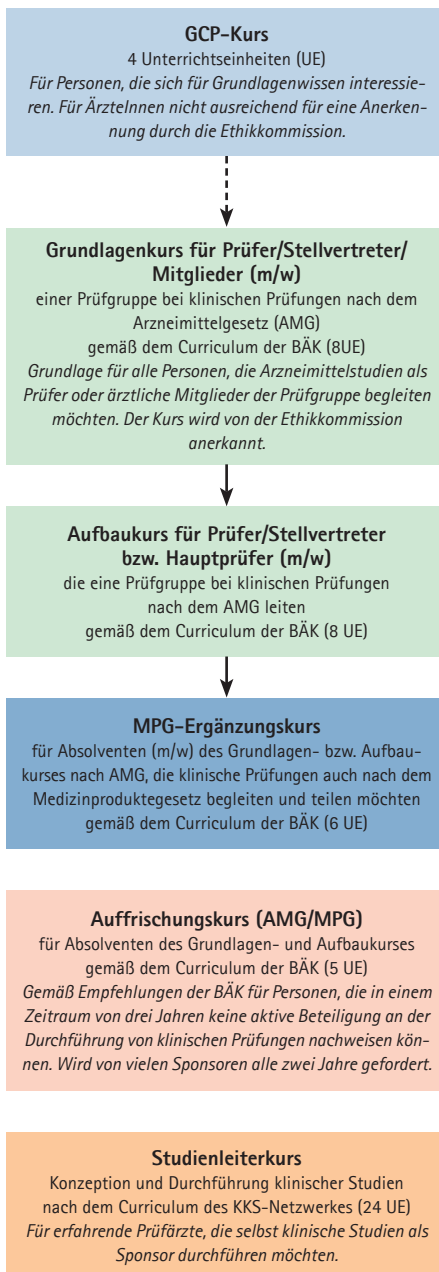 GCP-Kurs
4 Unterrichtseinheiten (UE)
Für Personen, die sich für Grundlagenwissen interessie-
ren. Für ÄrzteInnen nicht ausreichend für eine Anerken-
nung durch die Ethikkommission.
Grundlagenkurs für Prüfer/Stellvertreter/
Mitglieder (m/w)
einer Prüfgruppe bei klinischen Prüfungen nach dem
Arzneimittelgesetz (AMG)
gemäß dem Curriculum der BÄK (8UE)
Grundlage für alle Personen, die Arzneimittelstudien als
Prüfer oder ärztliche Mitglieder der Prüfgruppe begleiten
möchten. Der Kurs wird von der Ethikkommission
anerkannt.
Aufbaukurs für Prüfer/Stellvertreter
bzw. Hauptprüfer (m/w)
die eine Prüfgruppe bei klinischen Prüfungen
nach dem AMG leiten
gemäß dem Curriculum der BÄK (8 UE)
MPG-Ergänzungskurs
für Absolventen (m/w) des Grundlagen- bzw. Aufbau-
kurses nach AMG, die klinische Prüfungen auch nach dem
Medizinproduktegesetz begleiten und teilen möchten
gemäß dem Curriculum der BÄK (6 UE)
Auffrischungskurs (AMG/MPG)
für Absolventen des Grundlagen- und Aufbaukurses
gemäß dem Curriculum der BÄK (5 UE)
Gemäß Empfehlungen der BÄK für Personen, die in einem
Zeitraum von drei Jahren keine aktive Beteiligung an der
Durchführung von klinischen Prüfungen nachweisen kön-
nen. Wird von vielen Sponsoren alle zwei Jahre gefordert.
Studienleiterkurs
Konzeption und Durchführung klinischer Studien
nach dem Curriculum des KKS-Netzwerkes (24 UE)
Für erfahrende Prüfärzte, die selbst klinische Studien als
Sponsor durchführen möchten.